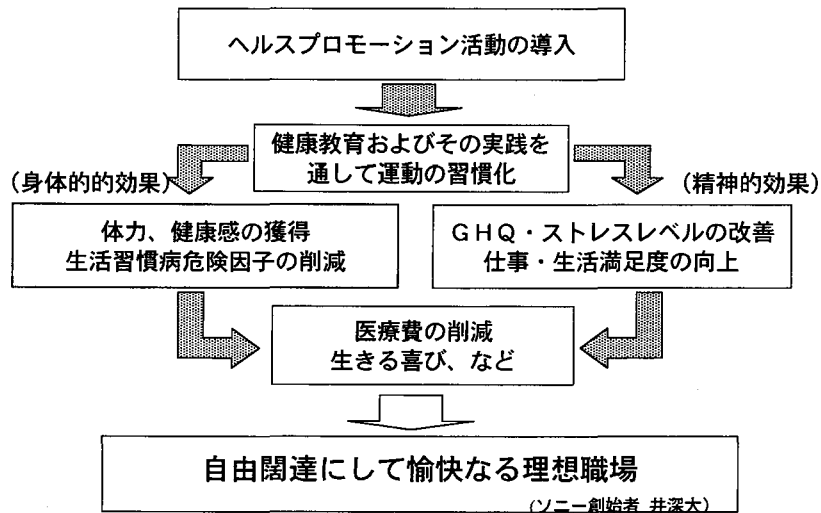 ヘルスプロモーション活動の導入
健康教育およびその実践を
通して運動の習慣化
(身体的的効果)
(精神的効果)
体力、健康感の獲得
生活習慣病危険因子の削減
GHQ・ストレスレベルの改善
仕事・生活満足度の向上
医療費の削減
生きる喜び、など
自由闊達にして愉快なる理想職場
(ソニー創始者 井深大)